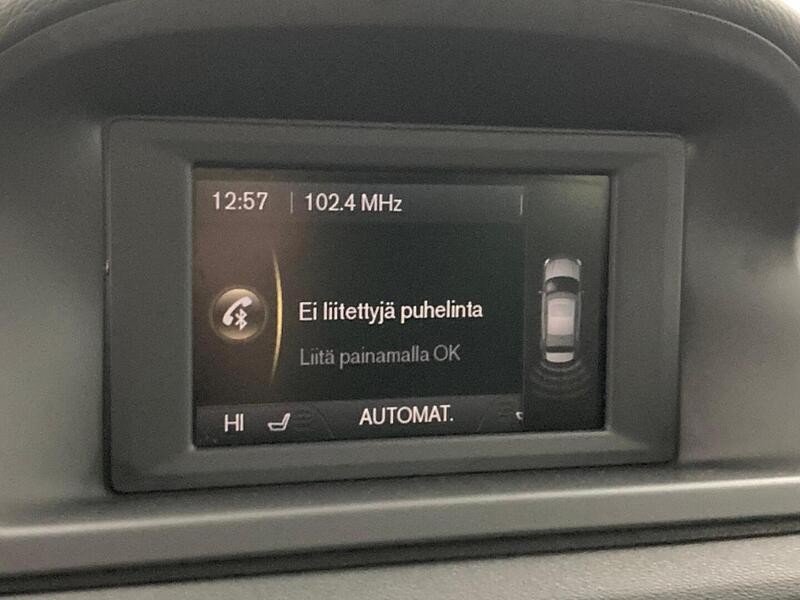 12:57 | 102.4 MHz
Ei liitettyjä puhelinta
Liitä painamalla OK
HI AUTOMAT.